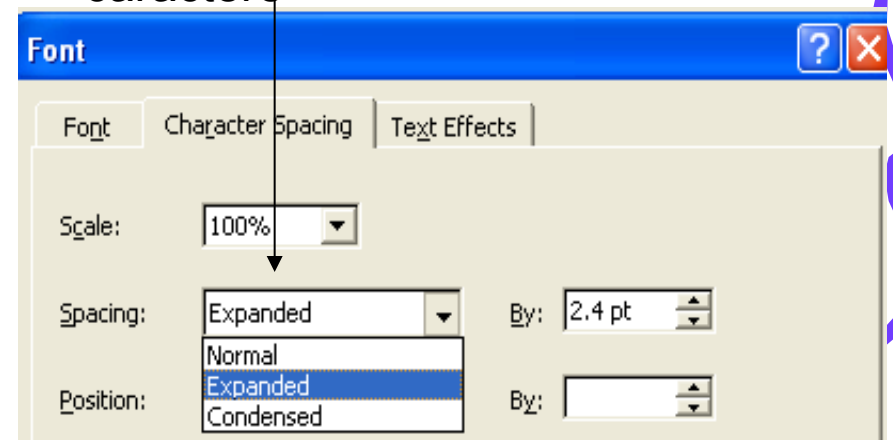 Font
Font Character Spacing Text Effects
Scale: 100%
Spacing: Expanded By: 2.4 pt
Normal
Expanded
Position: By:
Condensed